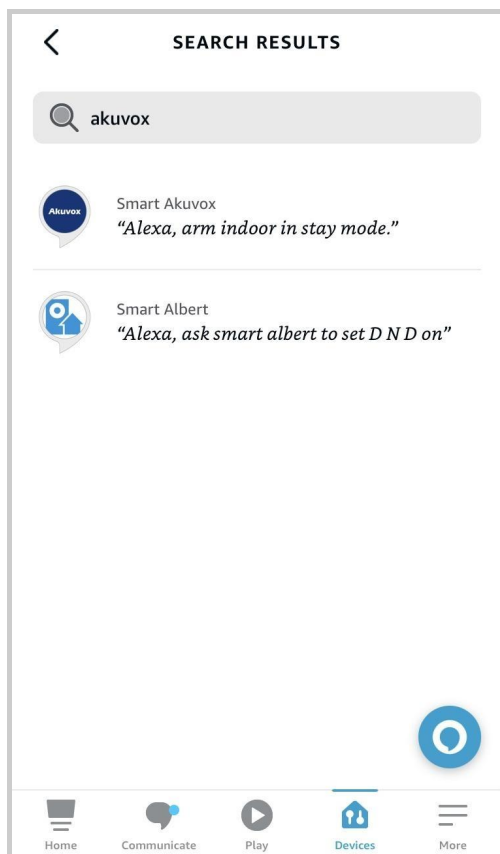 SEARCH RESULTS
akuvox
Akuvox
Smart Akuvox
“Alexa, arm indoor in stay mode.”
Smart Albert
“Alexa, ask smart albert to set D N D on”
Home Communicate Play Devices More